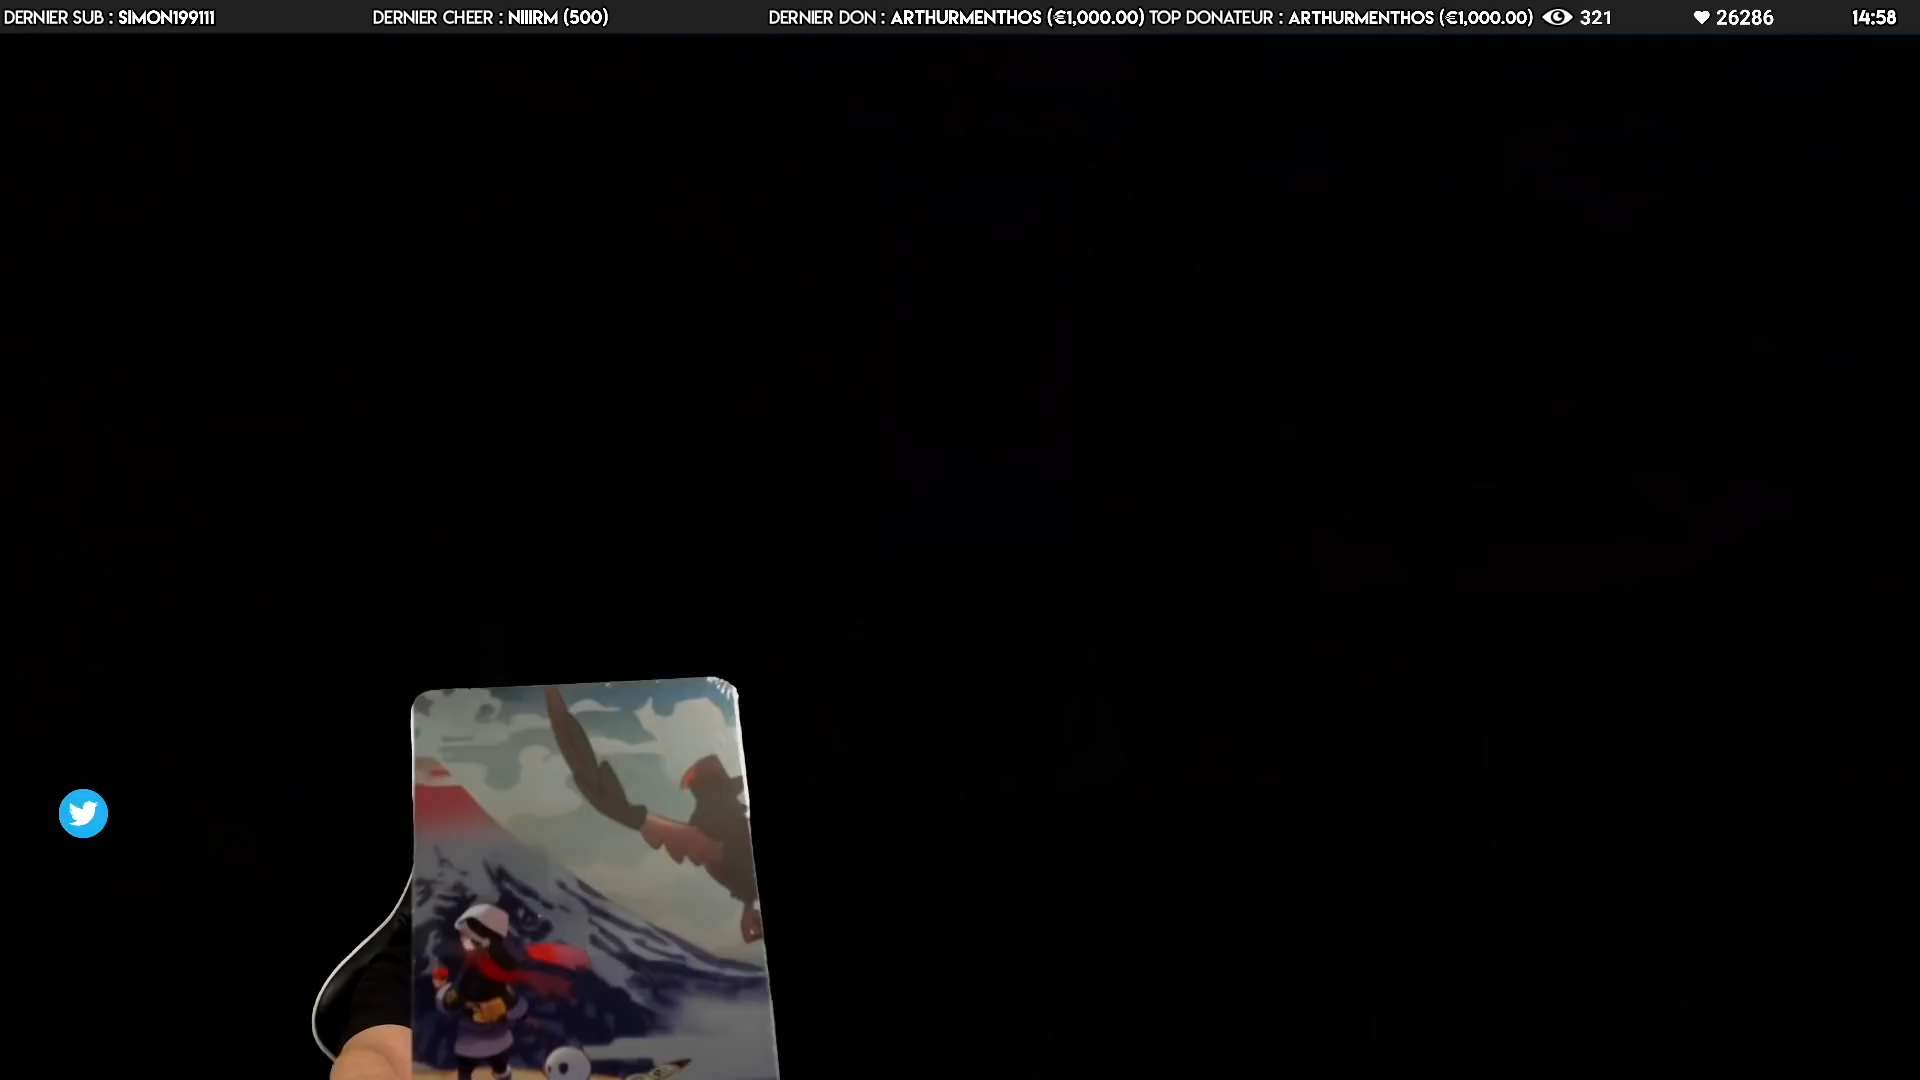 DERNIER SUB : SIMON199111 DERNIER CHEER : NIIIRM (500) DERNIER DON : ARTHURMENTHOS (€1,000.00) TOP DONATEUR : ARTHURMENTHOS (€1,000.00) 321 26286 14:58